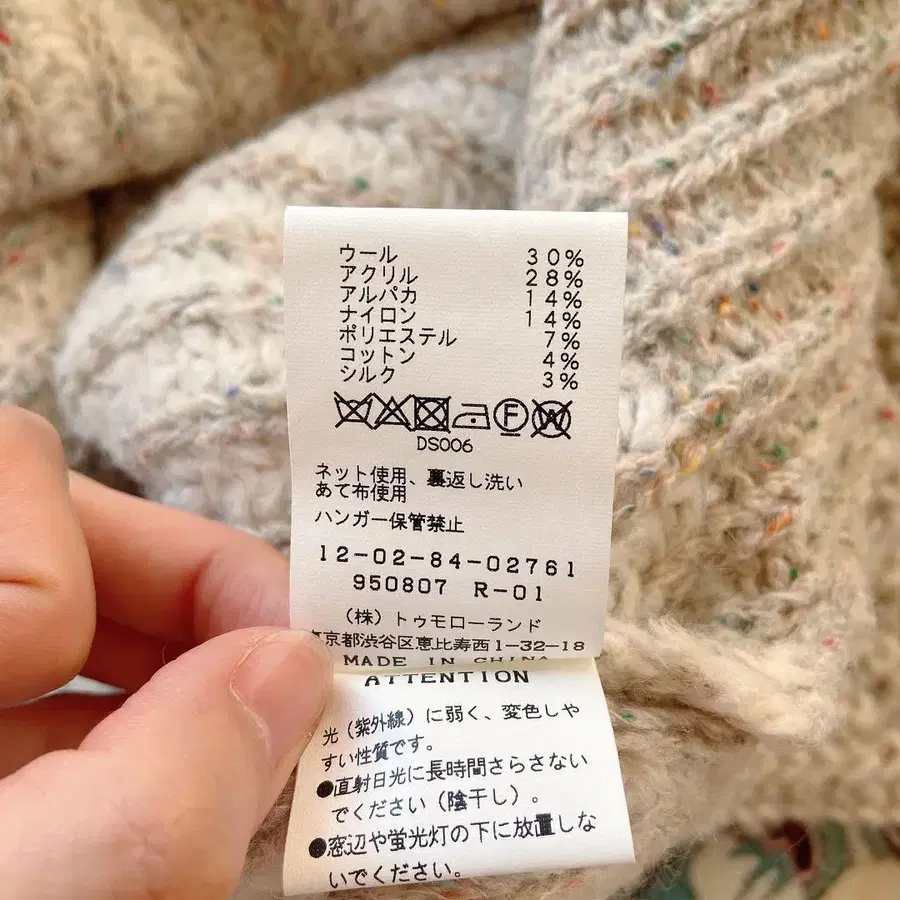 ウール 30%
アクリル 28%
アルパカ 14%
ナイロン 14%
ポリエステル 7%
コットン 4%
シルク 3%
F W
DS006
ネット使用、裏返し洗い
あて布使用
ハンガー保管禁止
12-02-84-02761
950807 R-01
(株)トゥモローランド
東京都渋谷区恵比寿西1-32-18
MADE IN CHINA
ATTENTION
光(紫外線)に弱く、変色しや
すい性質です。
●直射日光に長時間さらさない
でください(陰干し)。
●窓辺や蛍光灯の下に放置しな
いでください。